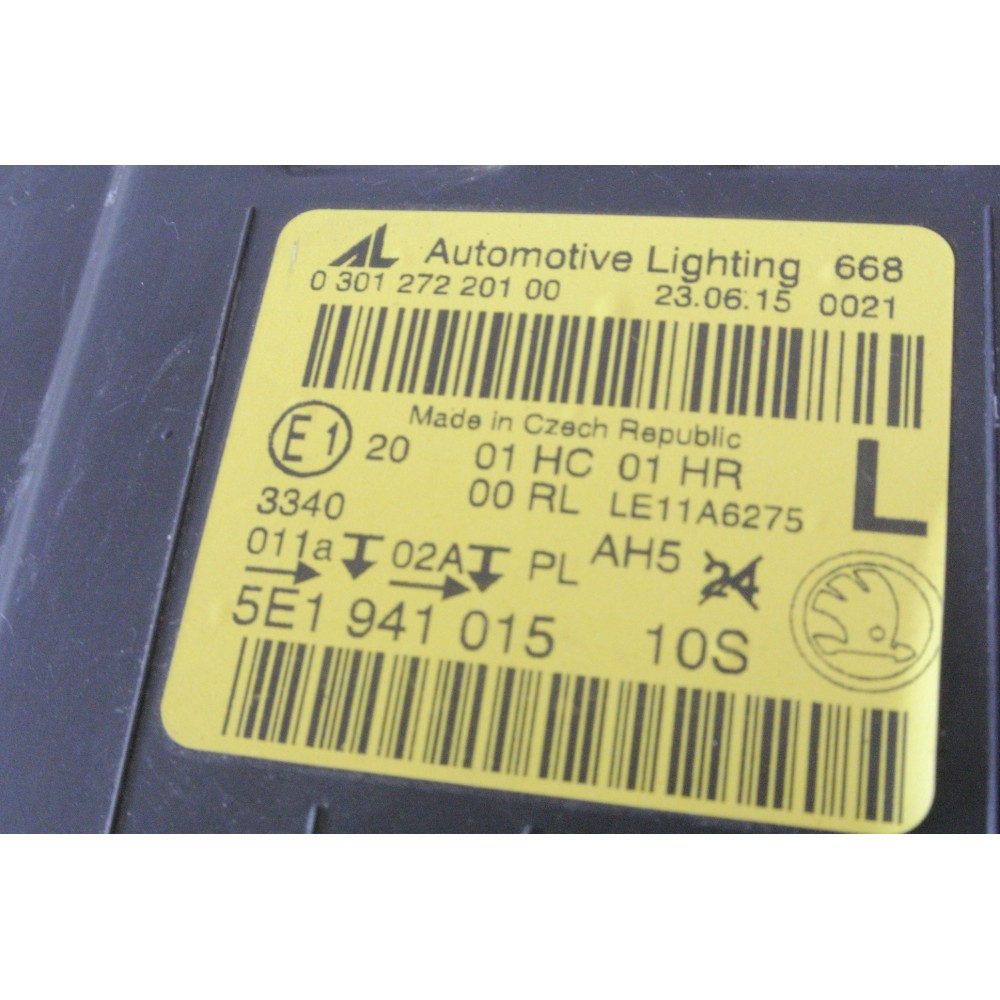 AL Automotive Lighting 668
0 301 272 201 00 23.06.15 0021
Made in Czech Republic
E1 20 01 HC 01 HR L
3340 00 RL LE11A6275
011a 02A PL AH5 24
5E1 941 015 10S